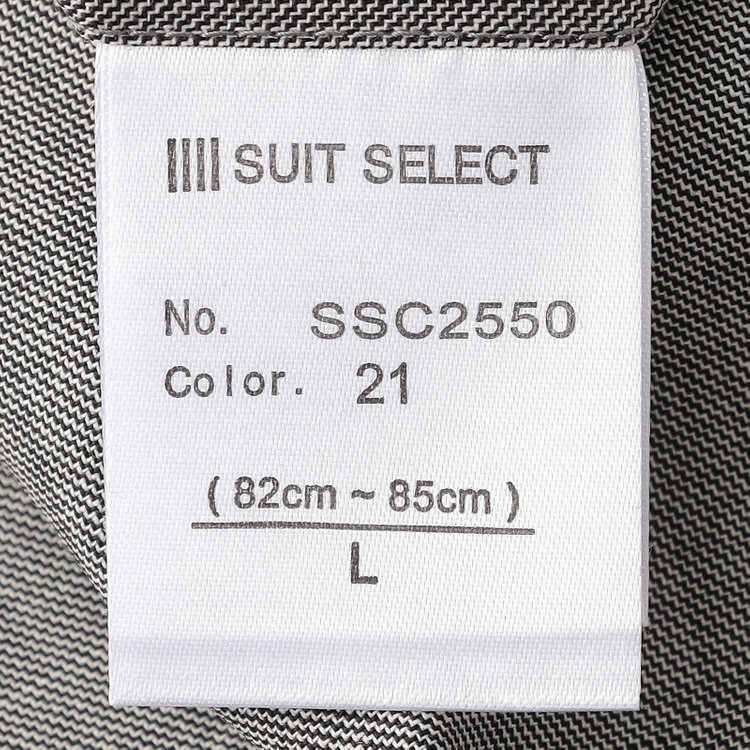 SUIT SELECT
No. SSC2550
Color. 21
( 82cm ~ 85cm )
L